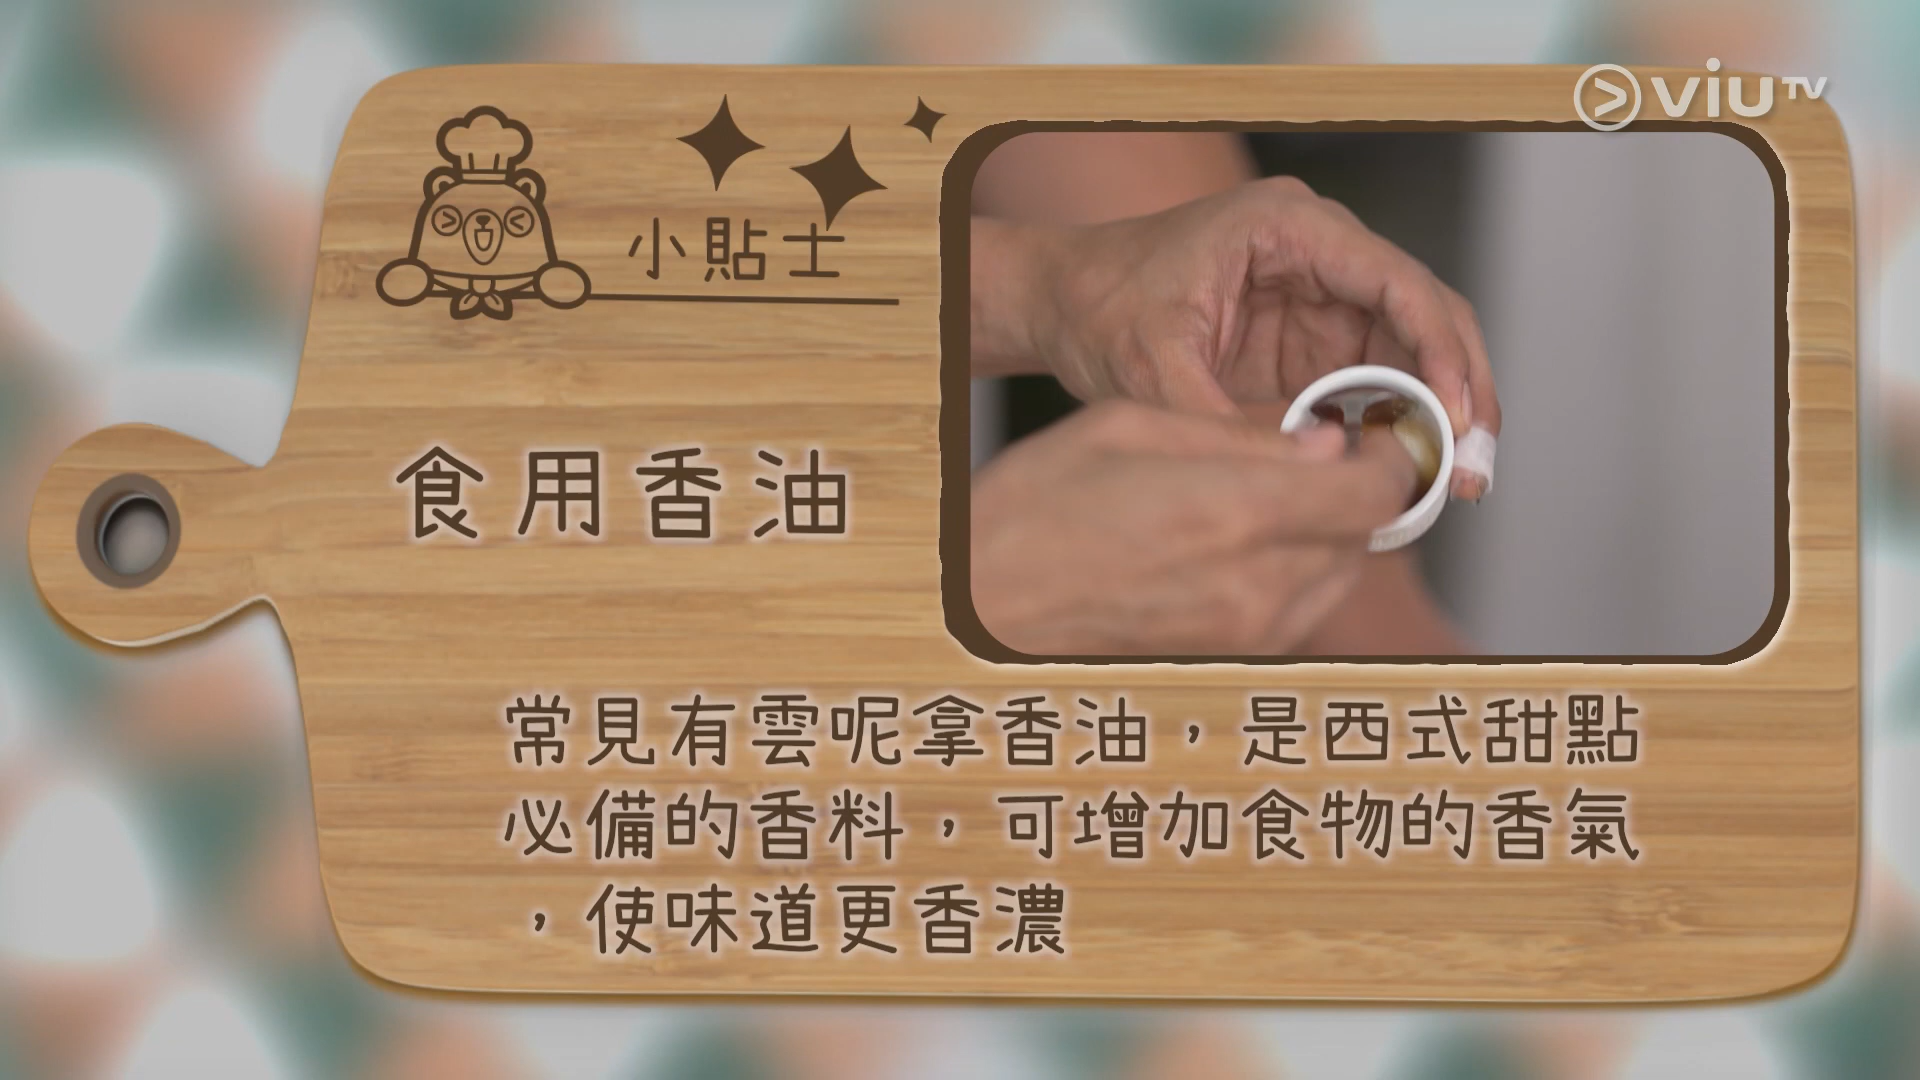 viu TV
小貼士
食用香油
常見有雲呢拿香油，是西式甜點
必備的香料，可增加食物的香氣
，使味道更香濃